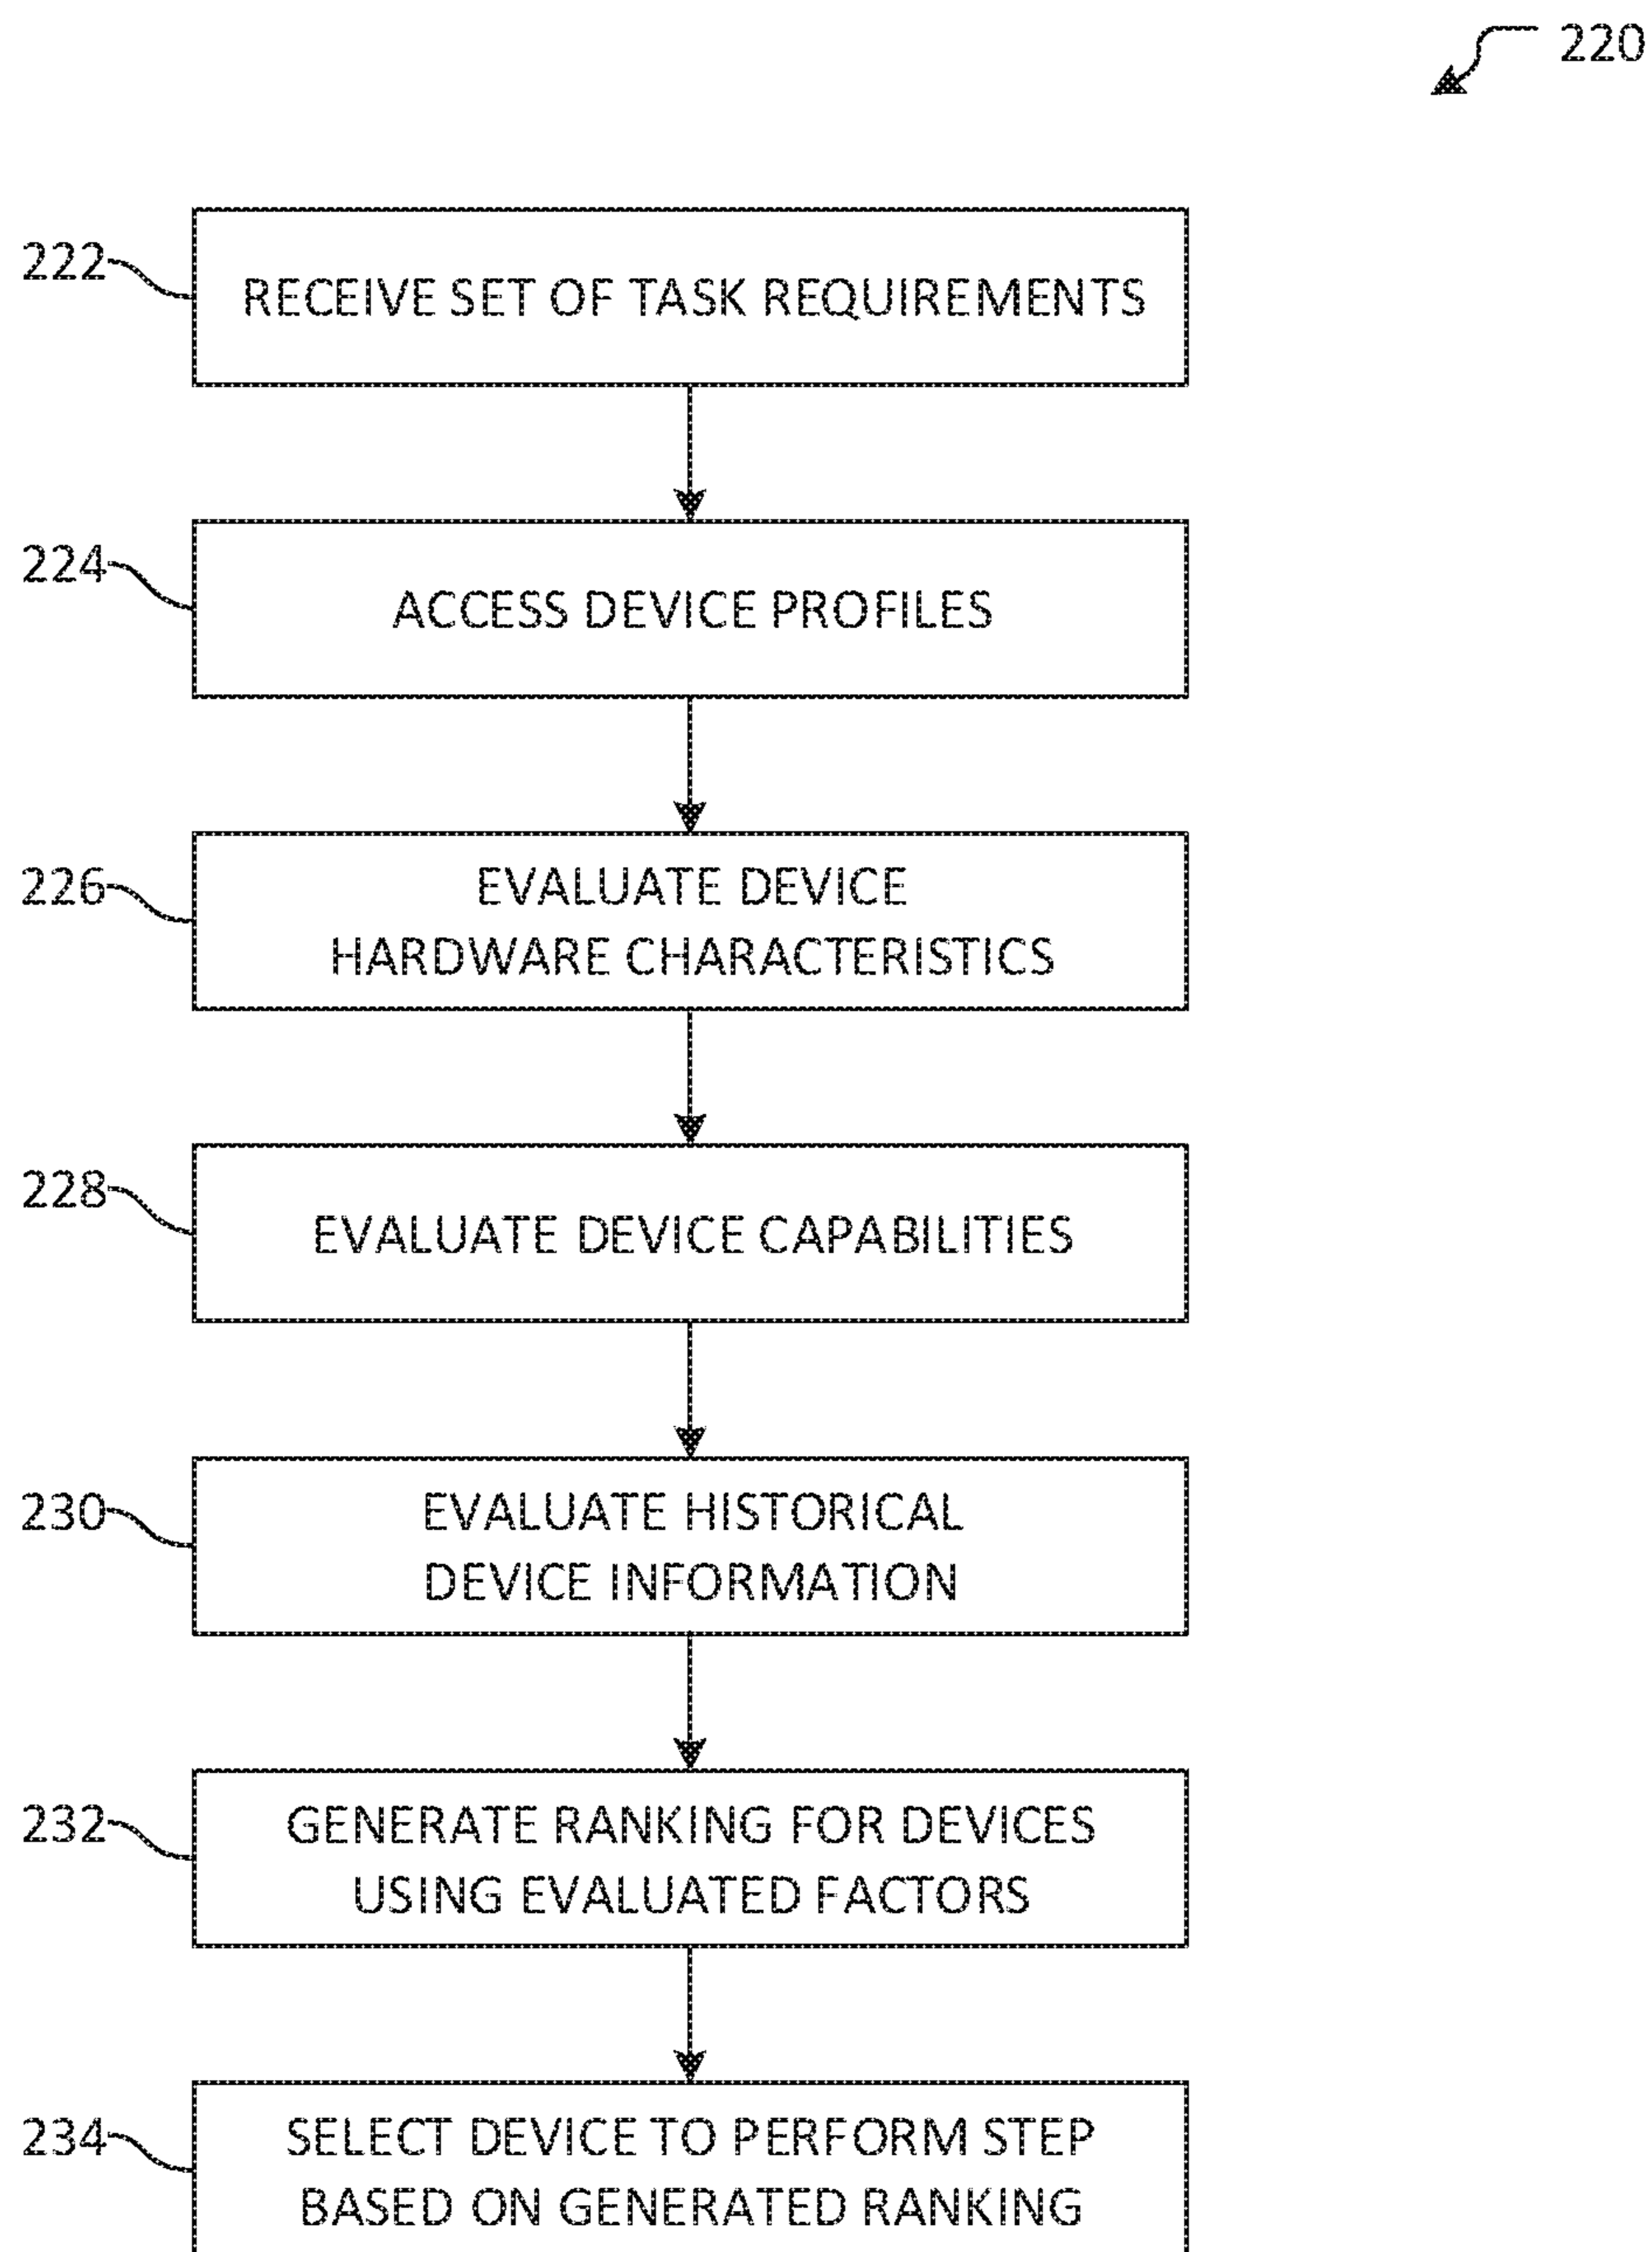 220
222
RECEIVE SET OF TASK REQUIREMENTS
224
ACCESS DEVICE PROFILES
226
EVALUATE DEVICE
HARDWARE CHARACTERISTICS
228
EVALUATE DEVICE CAPABILITIES
230
EVALUATE HISTORICAL
DEVICE INFORMATION
232
GENERATE RANKING FOR DEVICES
USING EVALUATED FACTORS
234
SELECT DEVICE TO PERFORM STEP
BASED ON GENERATED RANKING